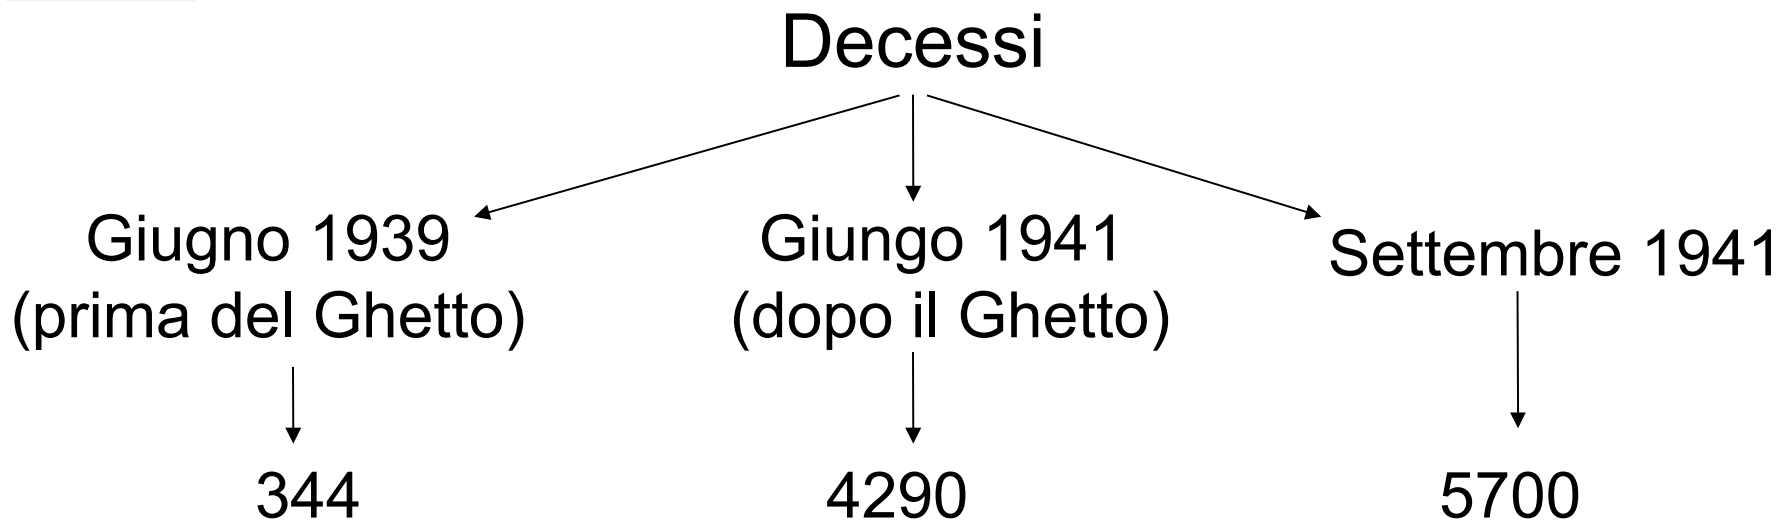 Decessi
Giugno 1939
(prima del Ghetto)
344
Giungo 1941
(dopo il Ghetto)
4290
Settembre 1941
5700